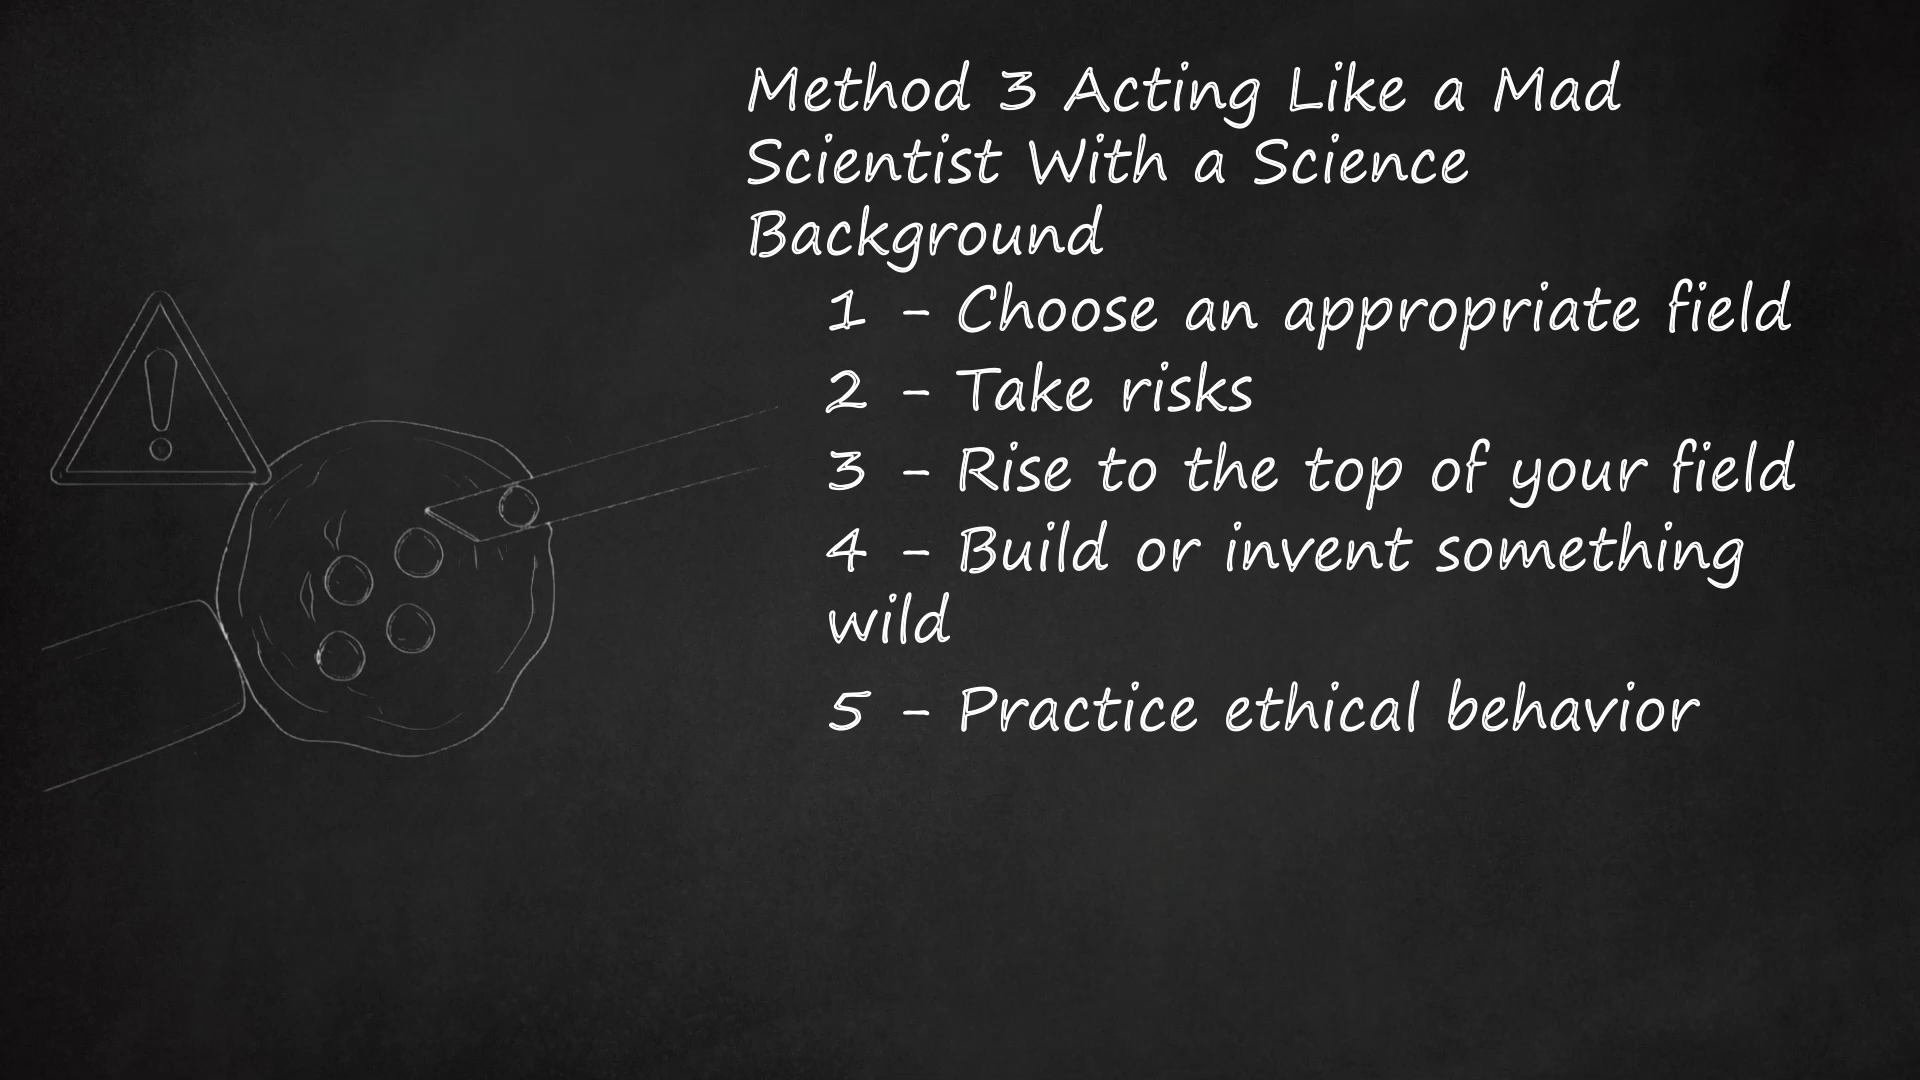 Method 3 Acting Like a Mad
Scientist With a Science
Background
1 - Choose an appropriate field
2 - Take risks
3 - Rise to the top of your field
4 - Build or invent something
wild
5 - Practice ethical behavior